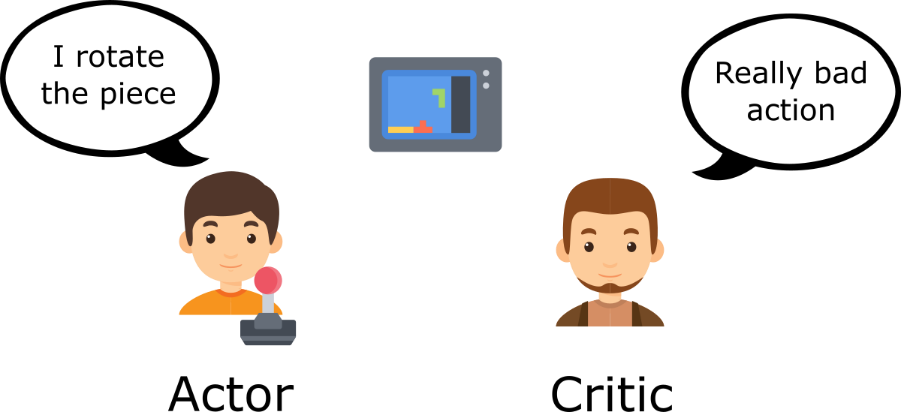 I rotate
the piece
Really bad
action
Actor
Critic